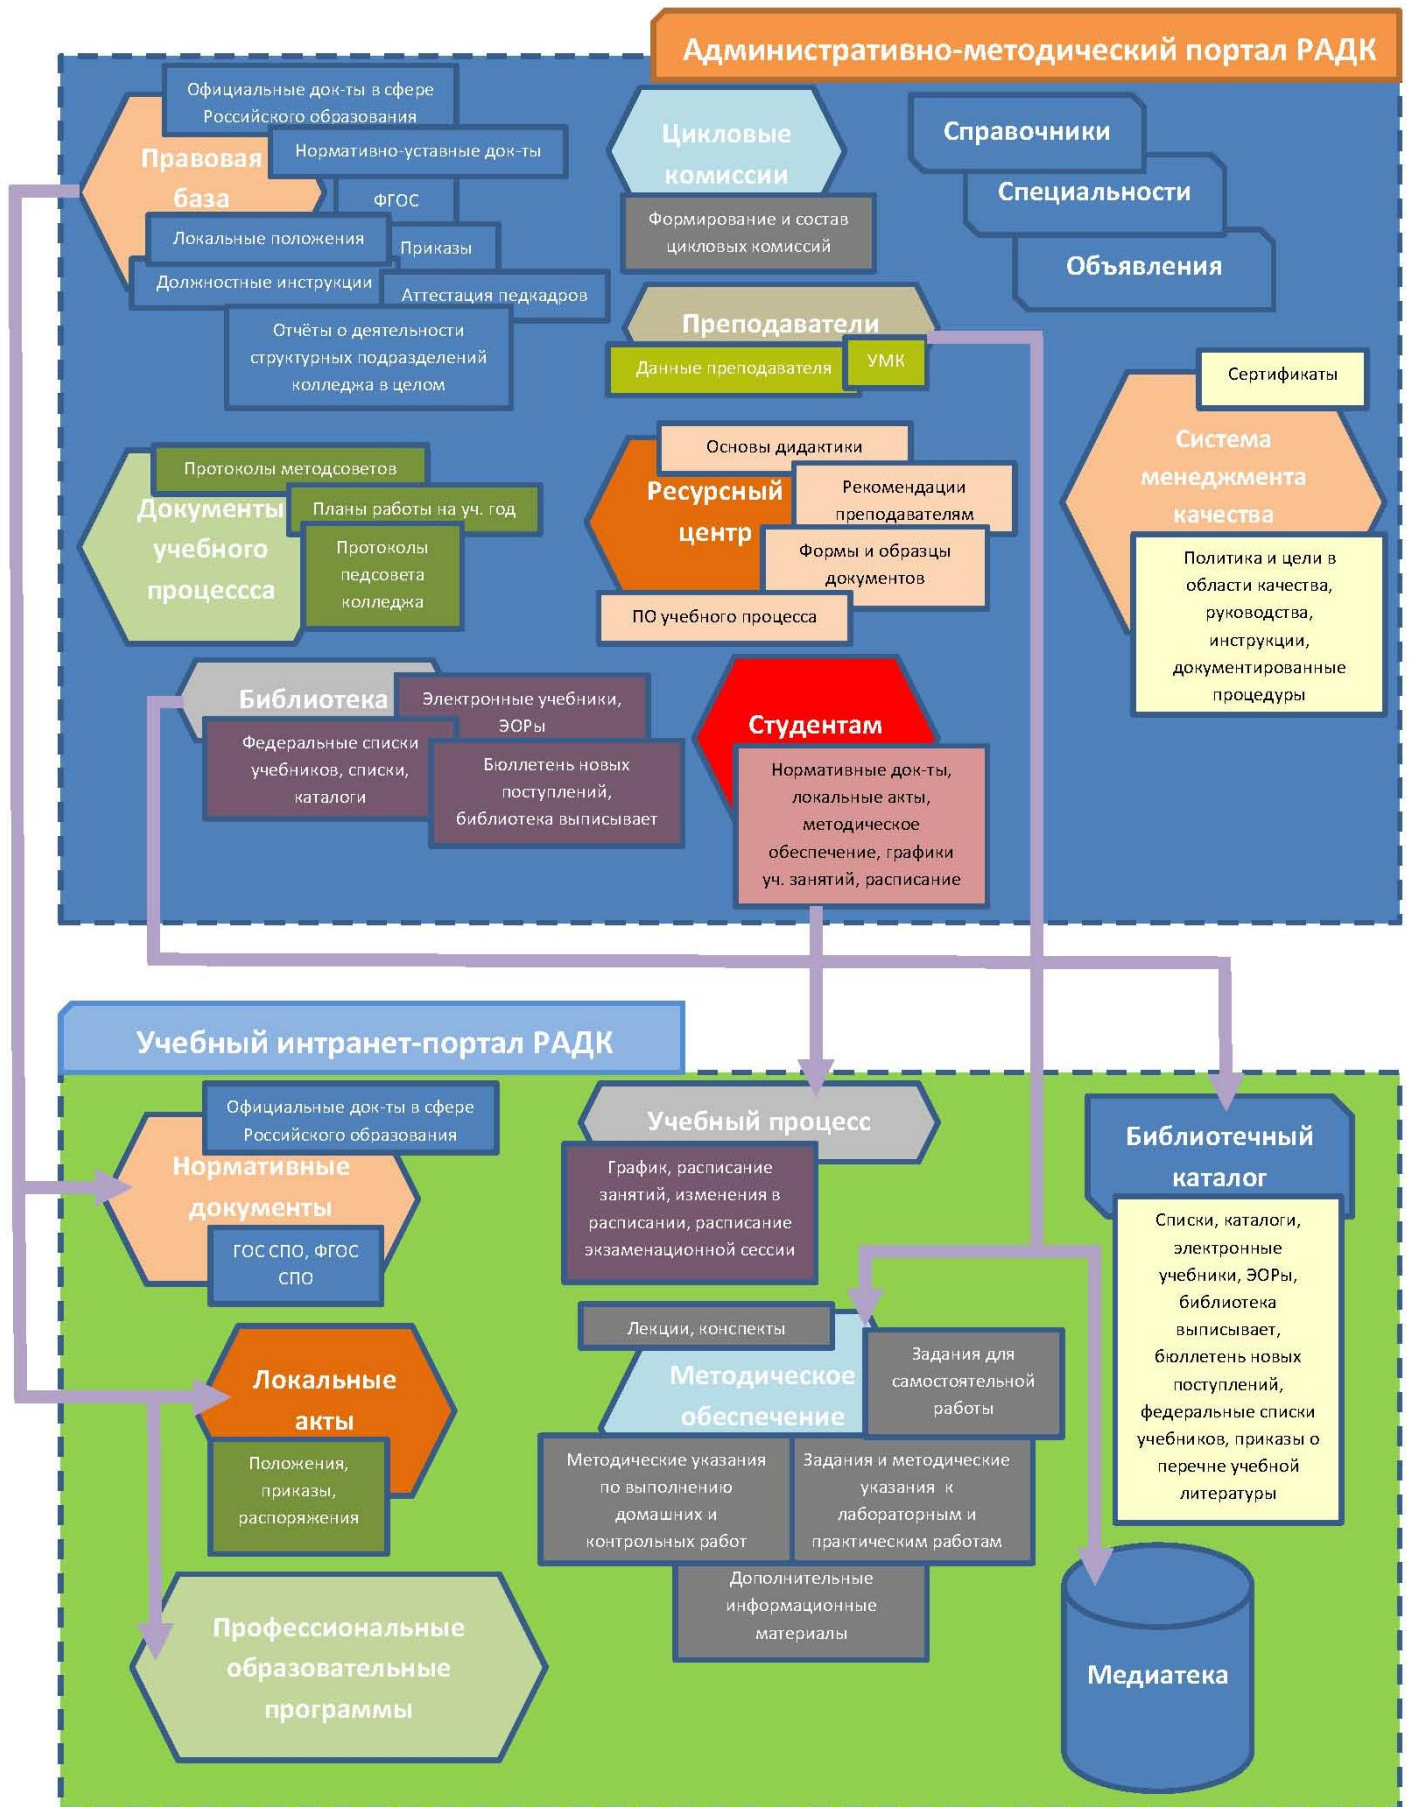 Административно-методический портал РАДК
Официальные док-ты в сфере
Российского образования
Правовая
база
Нормативно-уставные док-ты
ФГОС
Локальные положения
Приказы
Должностные инструкции
Аттестация педкадров
Отчёты о деятельности
структурных подразделений
колледжа в целом
Цикловые
комиссии
Формирование и состав
цикловых комиссий
Справочники
Специальности
Объявления
Преподаватели
Данные преподавателя
УМК
Сертификаты
Система
менеджмента
качества
Политика и цели в
области качества,
руководства,
инструкции,
документированные
процедуры
Протоколы методсоветов
Документы
учебного
процессса
Планы работы на уч. год
Протоколы
педсовета
колледжа
Основы дидактики
Ресурсный
центр
Рекомендации
преподавателям
Формы и образцы
документов
ПО учебного процесса
Библиотека
Электронные учебники,
ЭОРы
Федеральные списки
учебников, списки,
каталоги
Бюллетень новых
поступлений,
библиотека выписывает
Студентам
Нормативные док-ты,
локальные акты,
методическое
обеспечение, графики
уч. занятий, расписание
Учебный интранет-портал РАДК
Официальные док-ты в сфере
Российского образования
Нормативные
документы
ГОС СПО, ФГОС
СПО
Локальные
акты
Положения,
приказы,
распоряжения
Профессиональные
образовательные
программы
Учебный процесс
График, расписание
занятий, изменения в
расписании, расписание
экзаменационной сессии
Лекции, конспекты
Методическое
обеспечение
Задания для
самостоятельной
работы
Методические указания
по выполнению
домашних и
контрольных работ
Задания и методические
указания к
лабораторным и
практическим работам
Дополнительные
информационные
материалы
Библиотечный
каталог
Списки, каталоги,
электронные
учебники, ЭОРы,
библиотека
выписывает,
бюллетень новых
поступлений,
федеральные списки
учебников, приказы о
перечне учебной
литературы
Медиатека